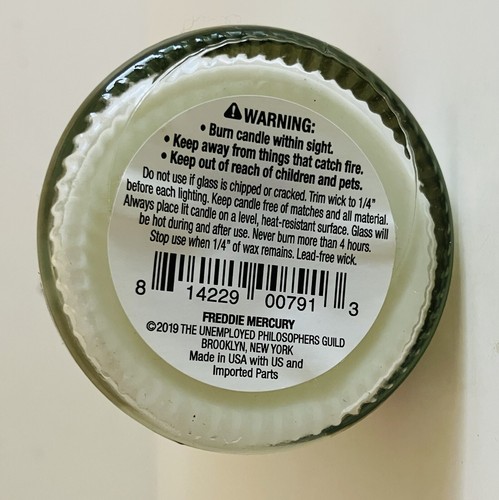 ⚠ WARNING:
• Burn candle within sight.
• Keep away from things that catch fire.
• Keep out of reach of children and pets.
Do not use if glass is chipped or cracked. Trim wick to 1/4"
before each lighting. Keep candle free of matches and all material.
Always place lit candle on a level, heat-resistant surface. Glass will
be hot during and after use. Never burn more than 4 hours.
Stop use when 1/4" of wax remains. Lead-free wick.
8 14229 00791 3
FREDDIE MERCURY
©2019 THE UNEMPLOYED PHILOSOPHERS GUILD
BROOKLYN, NEW YORK
Made in USA with US and
Imported Parts